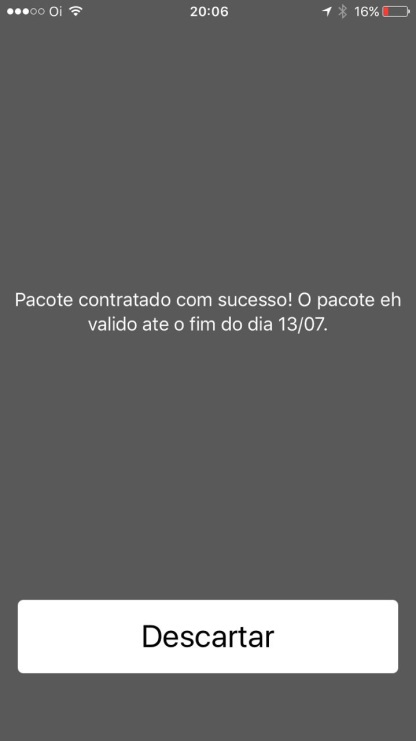 Oi 20:06 16%
Pacote contratado com sucesso! O pacote eh
valido ate o fim do dia 13/07.
Descartar